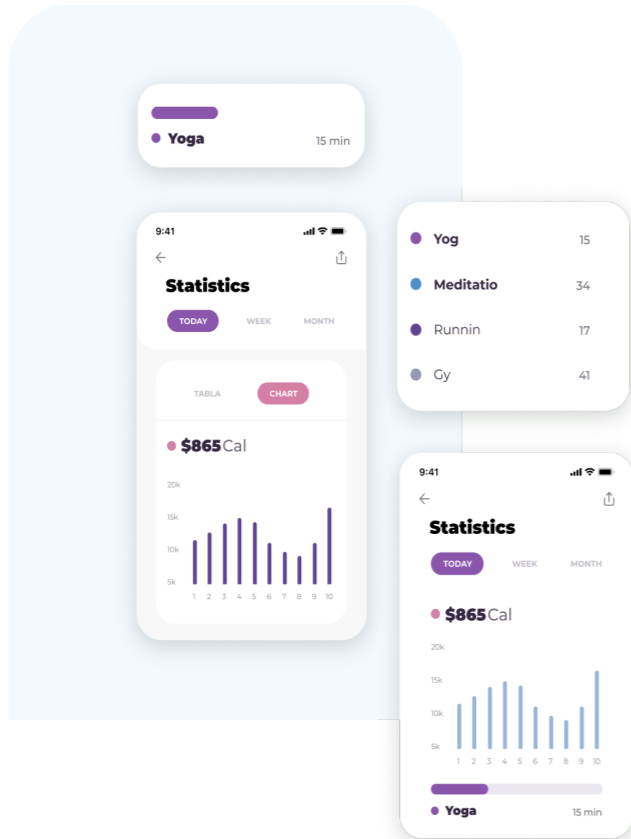 Yoga 15 min
9:41
Statistics
TODAY WEEK MONTH
TABLA CHART
$865 Cal
20k
15k
10k
5k
1 2 3 4 5 6 7 8 9 10
Yog 15
Meditatio 34
Runnin 17
Gy 41
9:41
Statistics
TODAY WEEK MONTH
$865 Cal
20k
15k
10k
5k
1 2 3 4 5 6 7 8 9 10
Yoga 15 min